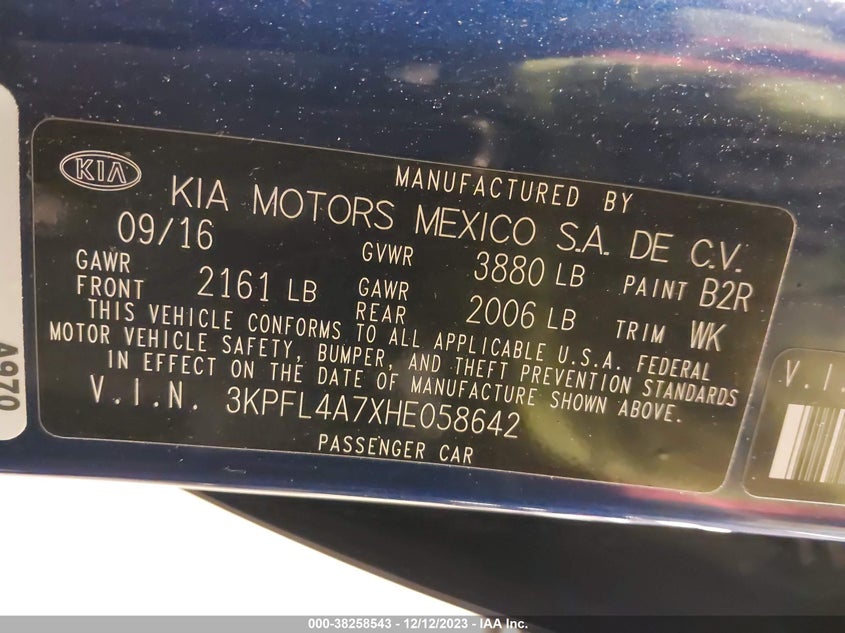 MANUFACTURED BY
KIA KIA MOTORS MEXICO S.A. DE C.V.
09/16 GVWR 3880 LB PAINT B2R
GAWR FRONT 2161 LB GAWR REAR 2006 LB TRIM WK
THIS VEHICLE CONFORMS TO ALL APPLICABLE U.S.A. FEDERAL
MOTOR VEHICLE SAFETY, BUMPER, AND THEFT PREVENTION STANDARDS
IN EFFECT ON THE DATE OF MANUFACTURE SHOWN ABOVE.
V.I.N. 3KPFL4A7XHE058642
PASSENGER CAR
A970
V.I.
000-38258543 - 12/12/2023 - IAA Inc.